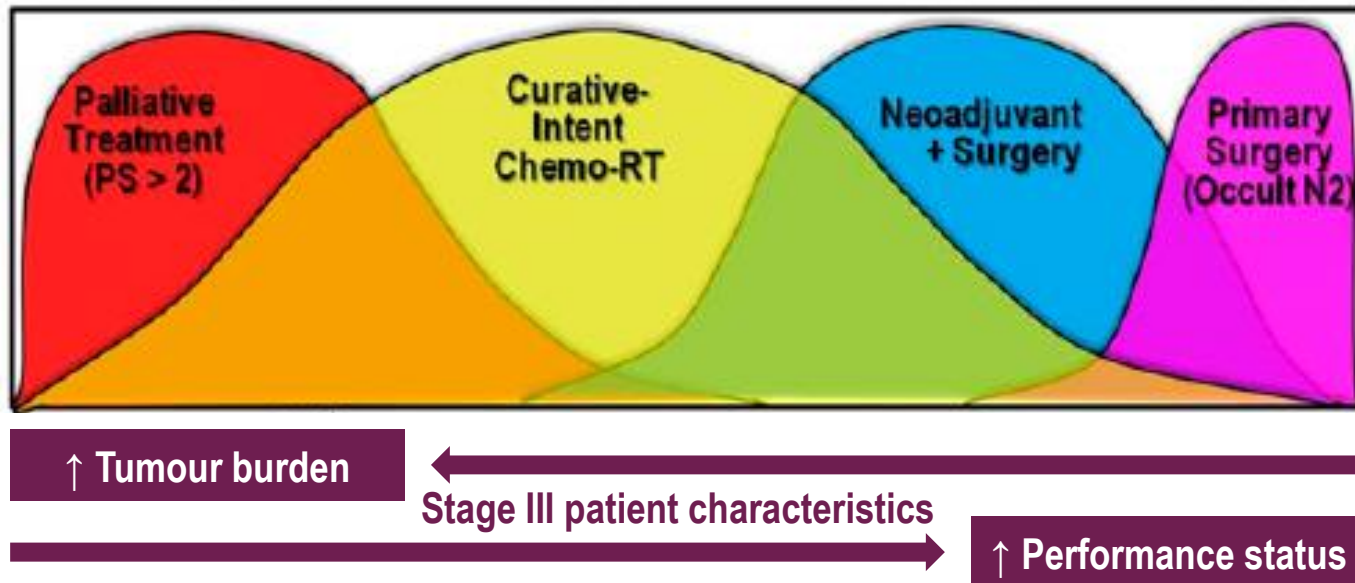 Palliative
Treatment
(PS > 2)
Curative-
Intent
Chemo-RT
Neoadjuvant
+ Surgery
Primary
Surgery
(Occult N2)
↑ Tumour burden
Stage III patient characteristics
↑ Performance status